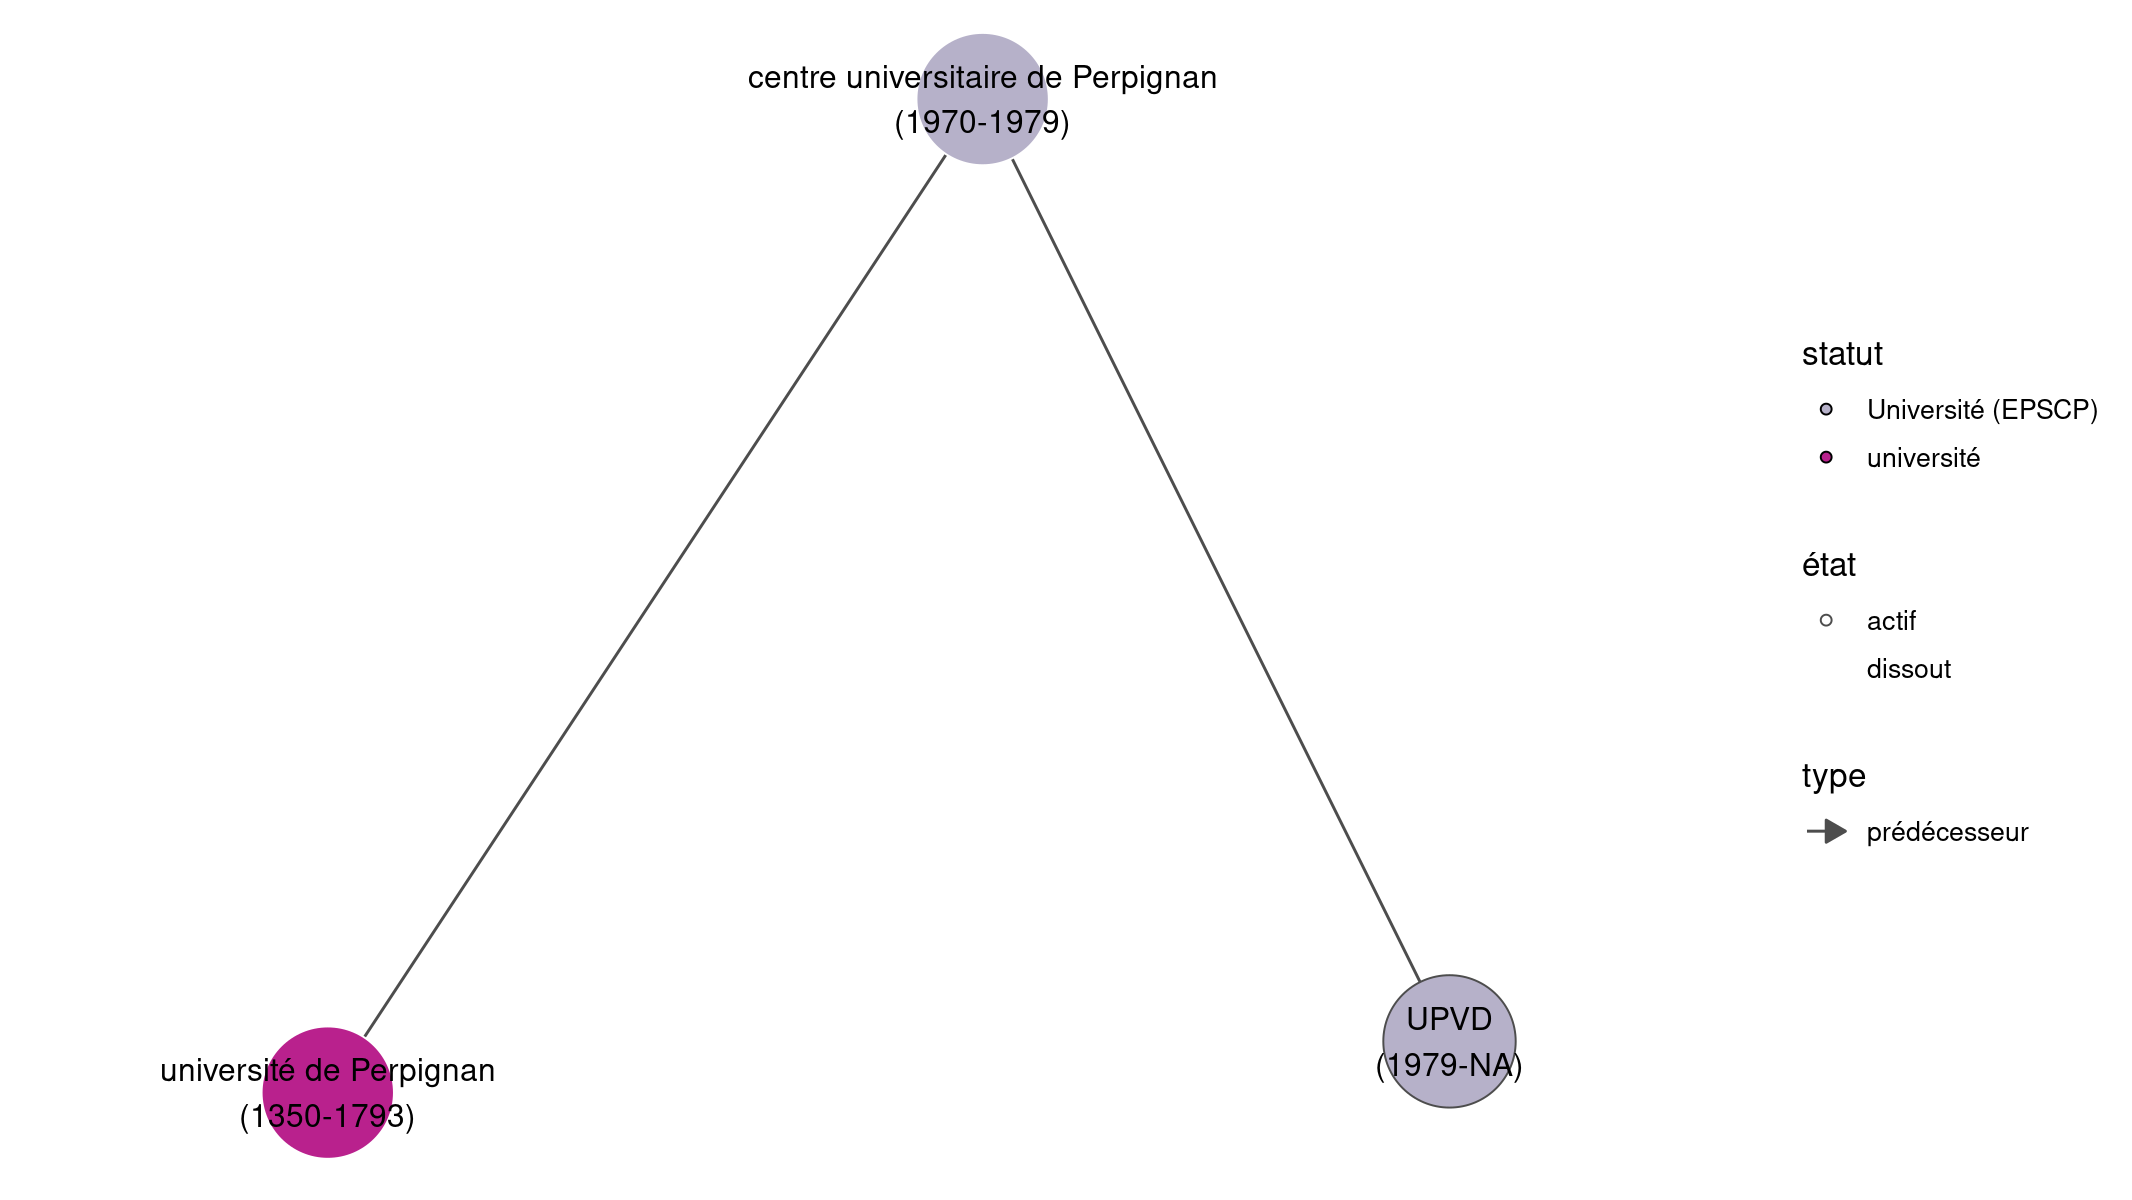 centre universitaire de Perpignan
(1970-1979)
université de Perpignan
(1350-1793)
UPVD
(1979-NA)
statut
Université (EPSCP)
université
état
actif
dissout
type
prédécesseur